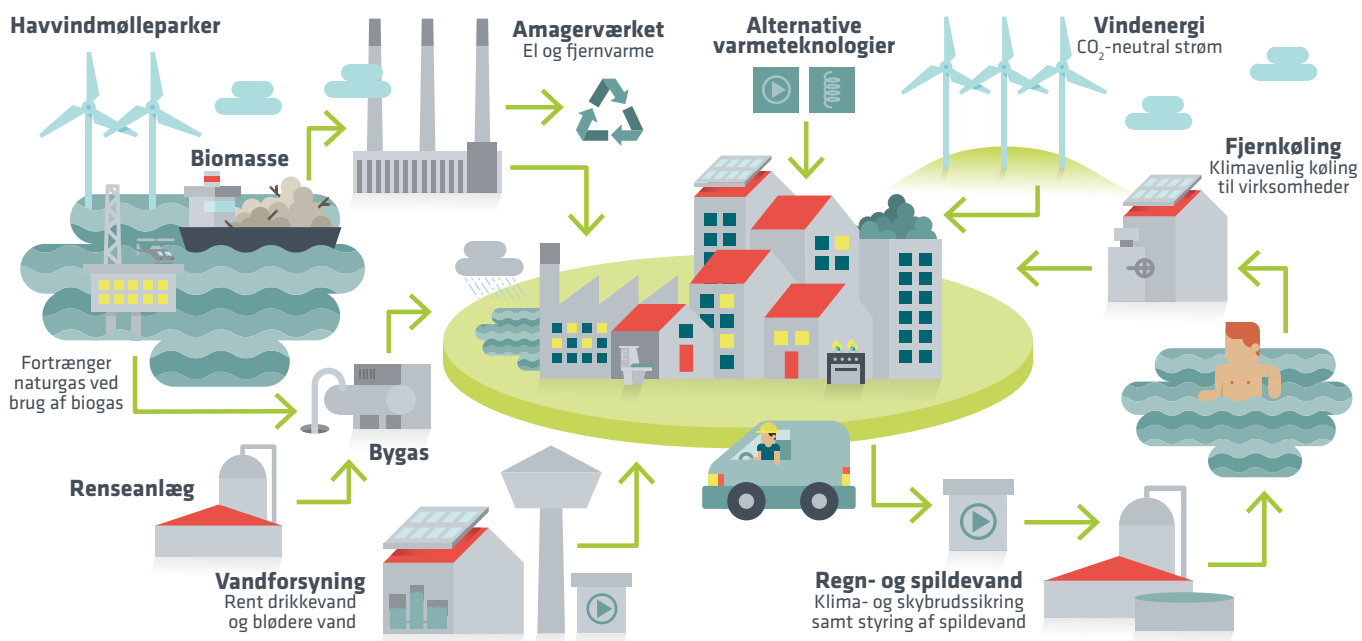 Havvindmølleparker
Biomasse
Amagerværket
El og fjernvarme
Alternative
varmeteknologier
Vindenergi
CO₂-neutral strøm
Fjernkøling
Klimavenlig køling
til virksomheder
Fortrænger
naturgas ved
brug af biogas
Bygas
Renseanlæg
Vandforsyning
Rent drikkevand
og blødere vand
Regn- og spildevand
Klima- og skybrudssikring
samt styring af spildevand